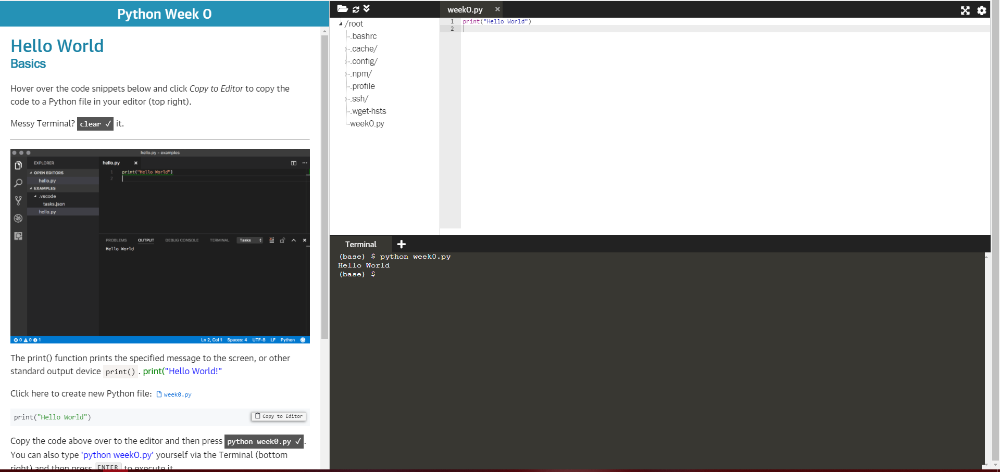 Python Week 0
Hello World
Basics
Hover over the code snippets below and click Copy to Editor to copy the
code to a Python file in your editor (top right).
Messy Terminal? clear ✓ it.
hello.py - examples
EXPLORER
OPEN EDITORS
hello.py
EXAMPLES
.vscode
tasks.json
hello.py
hello.py ×
1 print("Hello World")
2
PROBLEMS OUTPUT DEBUG CONSOLE TERMINAL Tasks
Hello World
0 0 1 Ln 2, Col 1 Spaces: 4 UTF-8 LF Python
The print() function prints the specified message to the screen, or other
standard output device print() . print("Hello World!"
Click here to create new Python file: week0.py
print("Hello World") Copy to Editor
Copy the code above over to the editor and then press python week0.py ✓.
You can also type 'python week0.py' yourself via the Terminal (bottom
right) and then press ENTER to execute it
/root
.bashrc
.cache/
.config/
.npm/
.profile
.ssh/
.wget-hsts
week0.py
week0.py ×
1 print("Hello World")
2
Terminal +
(base) $ python week0.py
Hello World
(base) $